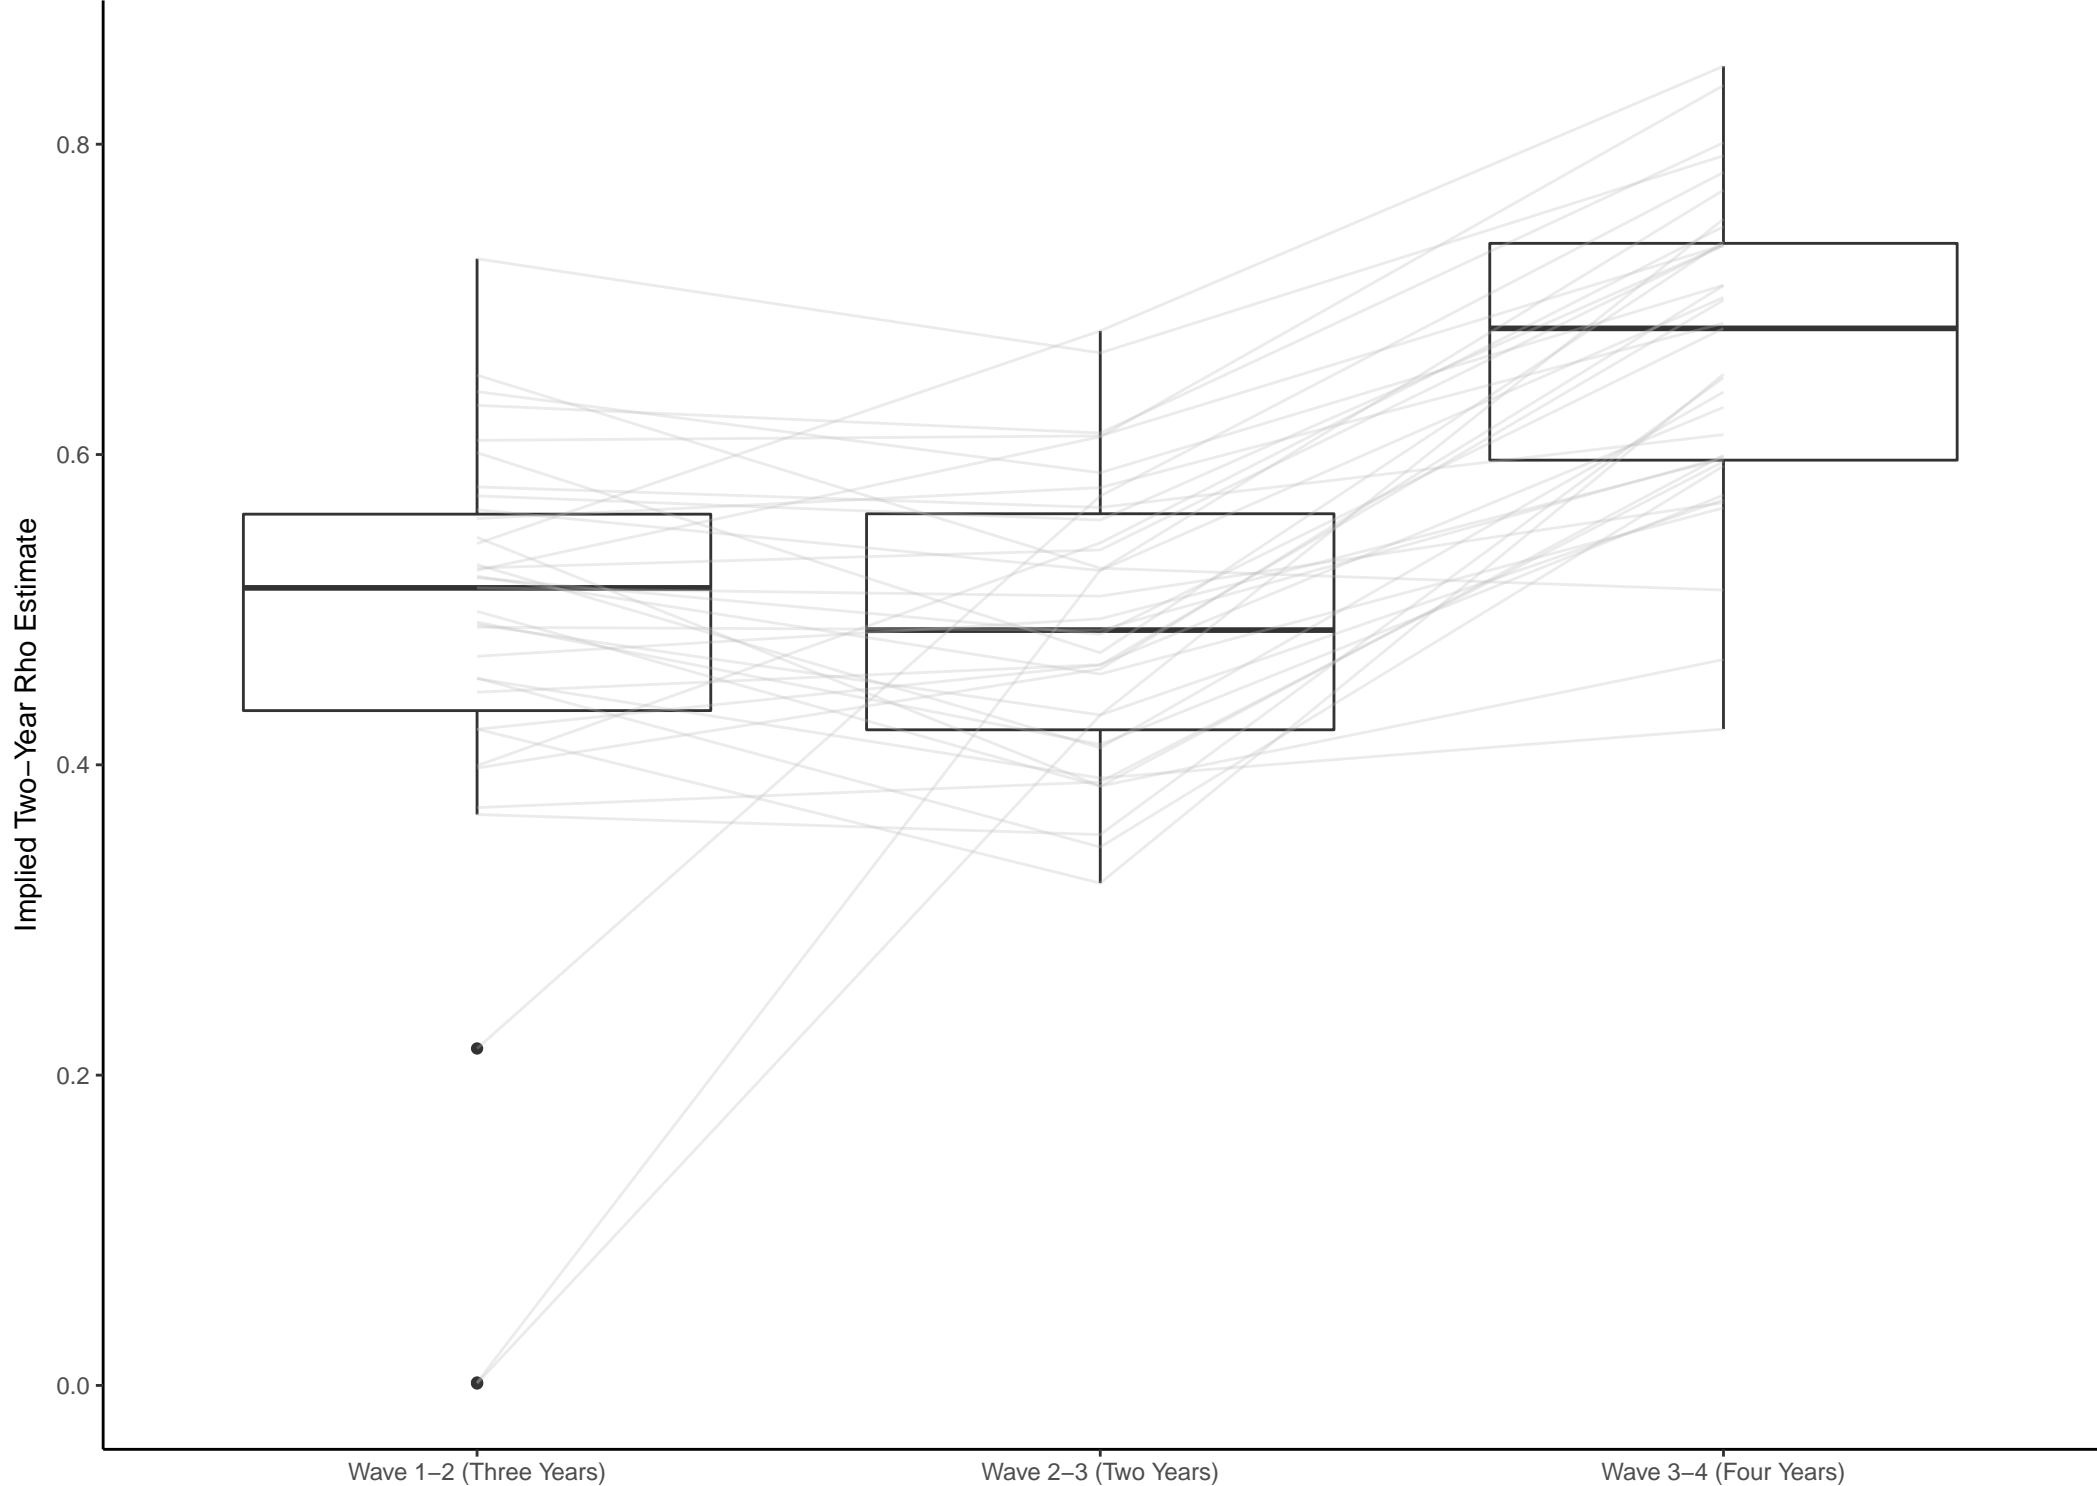 Implied Two−Year Rho Estimate
0.8
0.6
0.4
0.2
0.0
Wave 1−2 (Three Years)
Wave 2−3 (Two Years)
Wave 3−4 (Four Years)